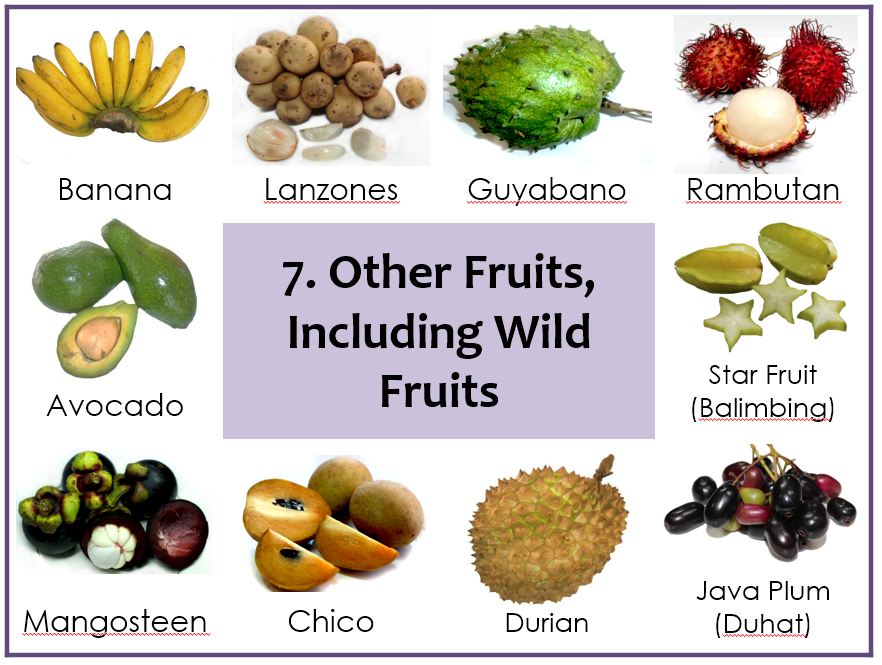 Banana
Lanzones
Guyabano
Rambutan
Avocado
7. Other Fruits,
Including Wild
Fruits
Star Fruit
(Balimbing)
Mangosteen
Chico
Durian
Java Plum
(Duhat)